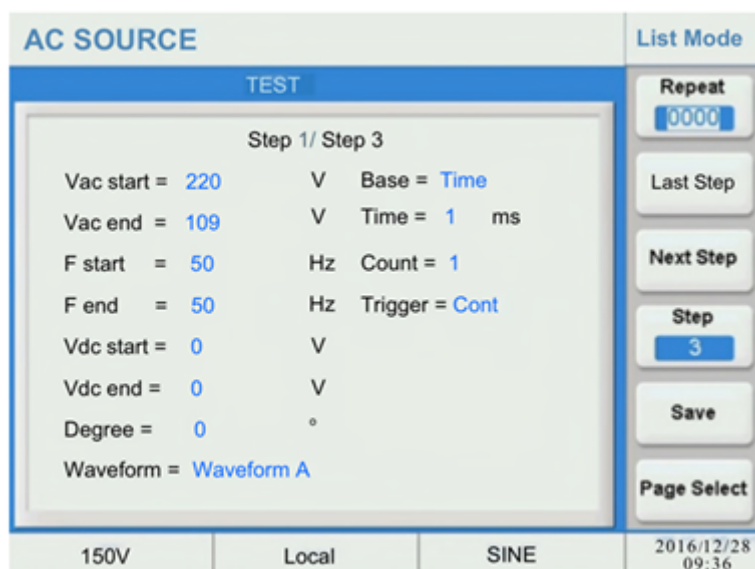 AC SOURCE
List Mode
TEST
Step 1/ Step 3
Vac start = 220 V Base = Time
Vac end = 109 V Time = 1 ms
F start = 50 Hz Count = 1
F end = 50 Hz Trigger = Cont
Vdc start = 0 V
Vdc end = 0 V
Degree = 0 °
Waveform = Waveform A
Repeat
0000
Last Step
Next Step
Step
3
Save
Page Select
150V Local SINE
2016/12/28
09:36